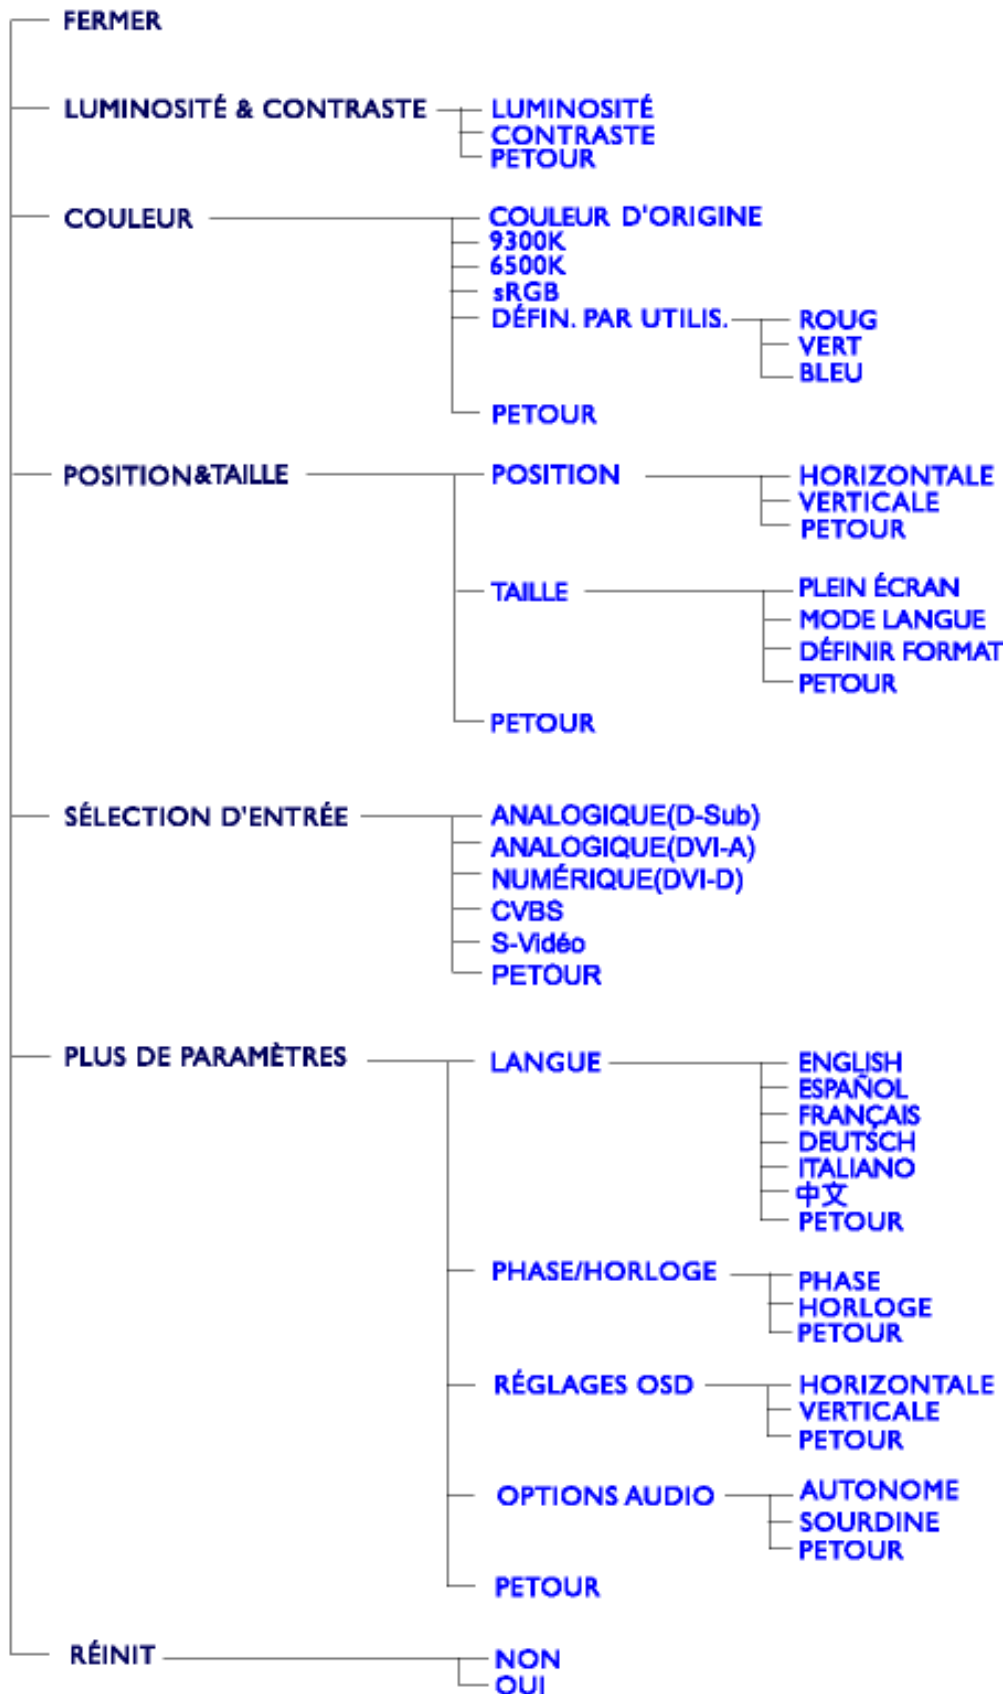 FERMER
LUMINOSITÉ & CONTRASTE
LUMINOSITÉ
CONTRASTE
PETOUR
COULEUR
COULEUR D'ORIGINE
9300K
6500K
sRGB
DÉFIN. PAR UTILIS.
ROUG
VERT
BLEU
PETOUR
POSITION&TAILLE
POSITION
HORIZONTALE
VERTICALE
PETOUR
TAILLE
PLEIN ÉCRAN
MODE LANGUE
DÉFINIR FORMAT
PETOUR
PETOUR
SÉLECTION D'ENTRÉE
ANALOGIQUE(D-Sub)
ANALOGIQUE(DVI-A)
NUMÉRIQUE(DVI-D)
CVBS
S-Vidéo
PETOUR
PLUS DE PARAMÈTRES
LANGUE
ENGLISH
ESPAÑOL
FRANÇAIS
DEUTSCH
ITALIANO
中文
PETOUR
PHASE/HORLOGE
PHASE
HORLOGE
PETOUR
RÉGLAGES OSD
HORIZONTALE
VERTICALE
PETOUR
OPTIONS AUDIO
AUTONOME
SOURDINE
PETOUR
PETOUR
RÉINIT
NON
OUI